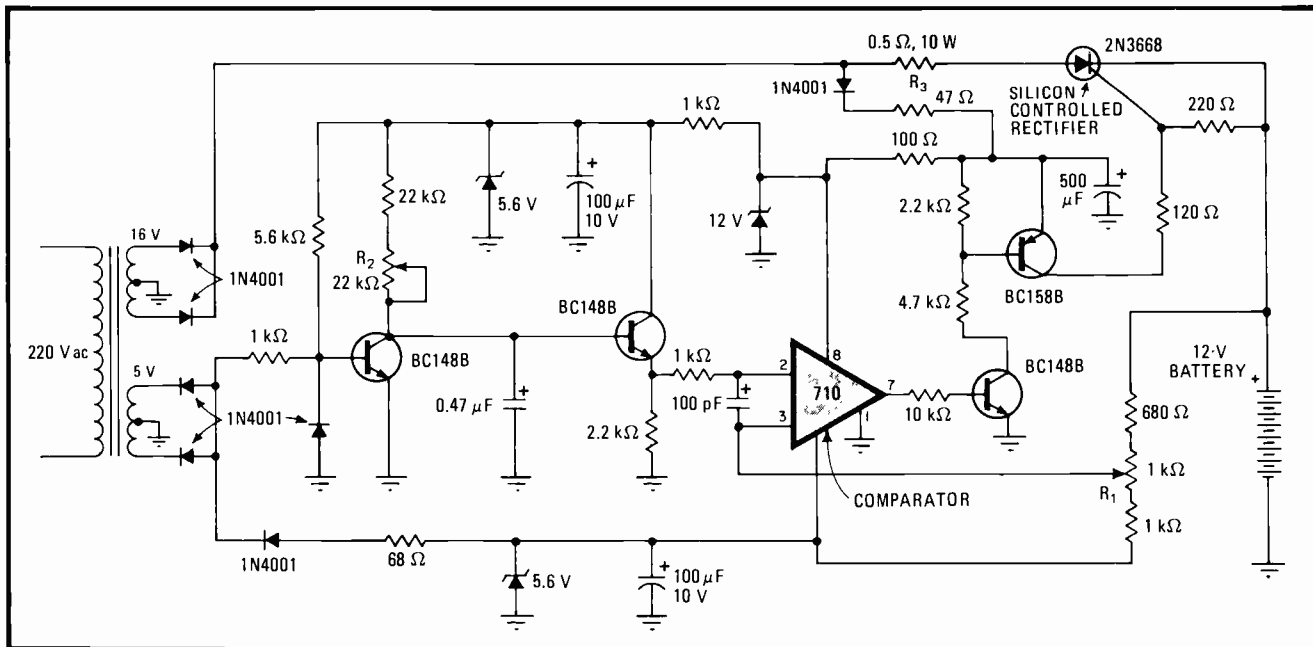 0.5 Ω, 10 W
2N3668
1N4001
R3
SILICON
CONTROLLED
RECTIFIER
47 Ω
220 Ω
1 kΩ
100 Ω
22 kΩ
5.6 V
100 μF
10 V
12 V
2.2 kΩ
500
μF
120 Ω
16 V
5.6 kΩ
R2
22 kΩ
1N4001
BC158B
4.7 kΩ
220 V ac
1 kΩ
BC148B
BC148B
1 kΩ
2
8
710
7
BC148B
12-V
BATTERY
+
5 V
1N4001
0.47 μF
+
100 pF
3
1
10 kΩ
680 Ω
2.2 kΩ
COMPARATOR
R1
1 kΩ
1 kΩ
1N4001
68 Ω
5.6 V
+
100 μF
10 V